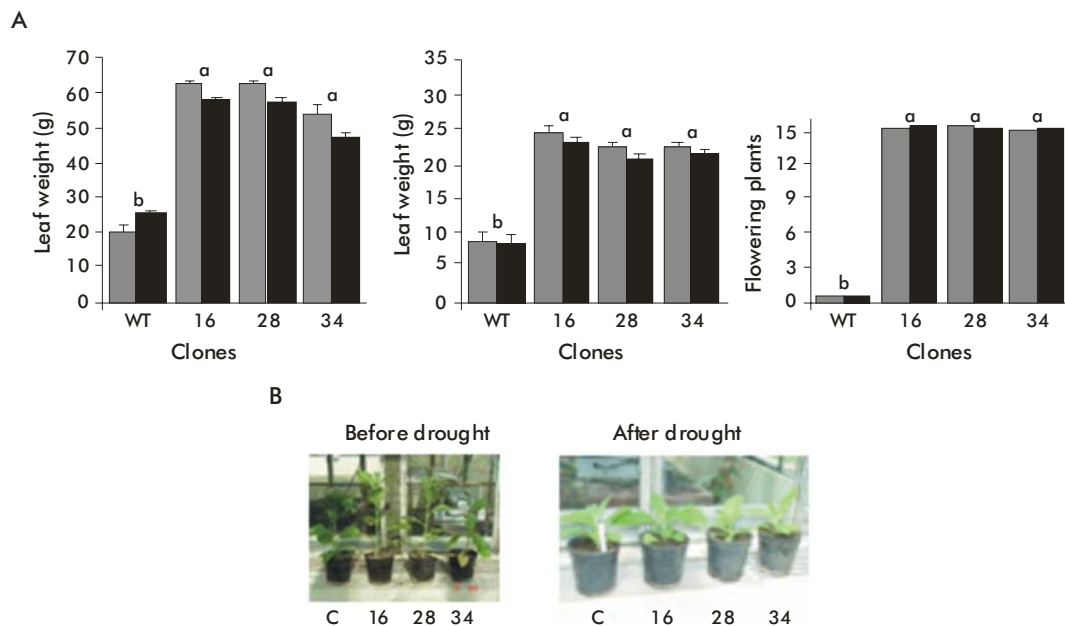 A
Leaf weight (g)
70
60
50
40
30
20
10
0
b
a
a
a
WT 16 28 34
Clones
Leaf weight (g)
35
30
25
20
15
10
5
0
b
a
a
a
WT 16 28 34
Clones
Flowering plants
15
12
9
6
3
0
b
a
a
a
WT 16 28 34
Clones
B
Before drought
C 16 28 34
After drought
C 16 28 34